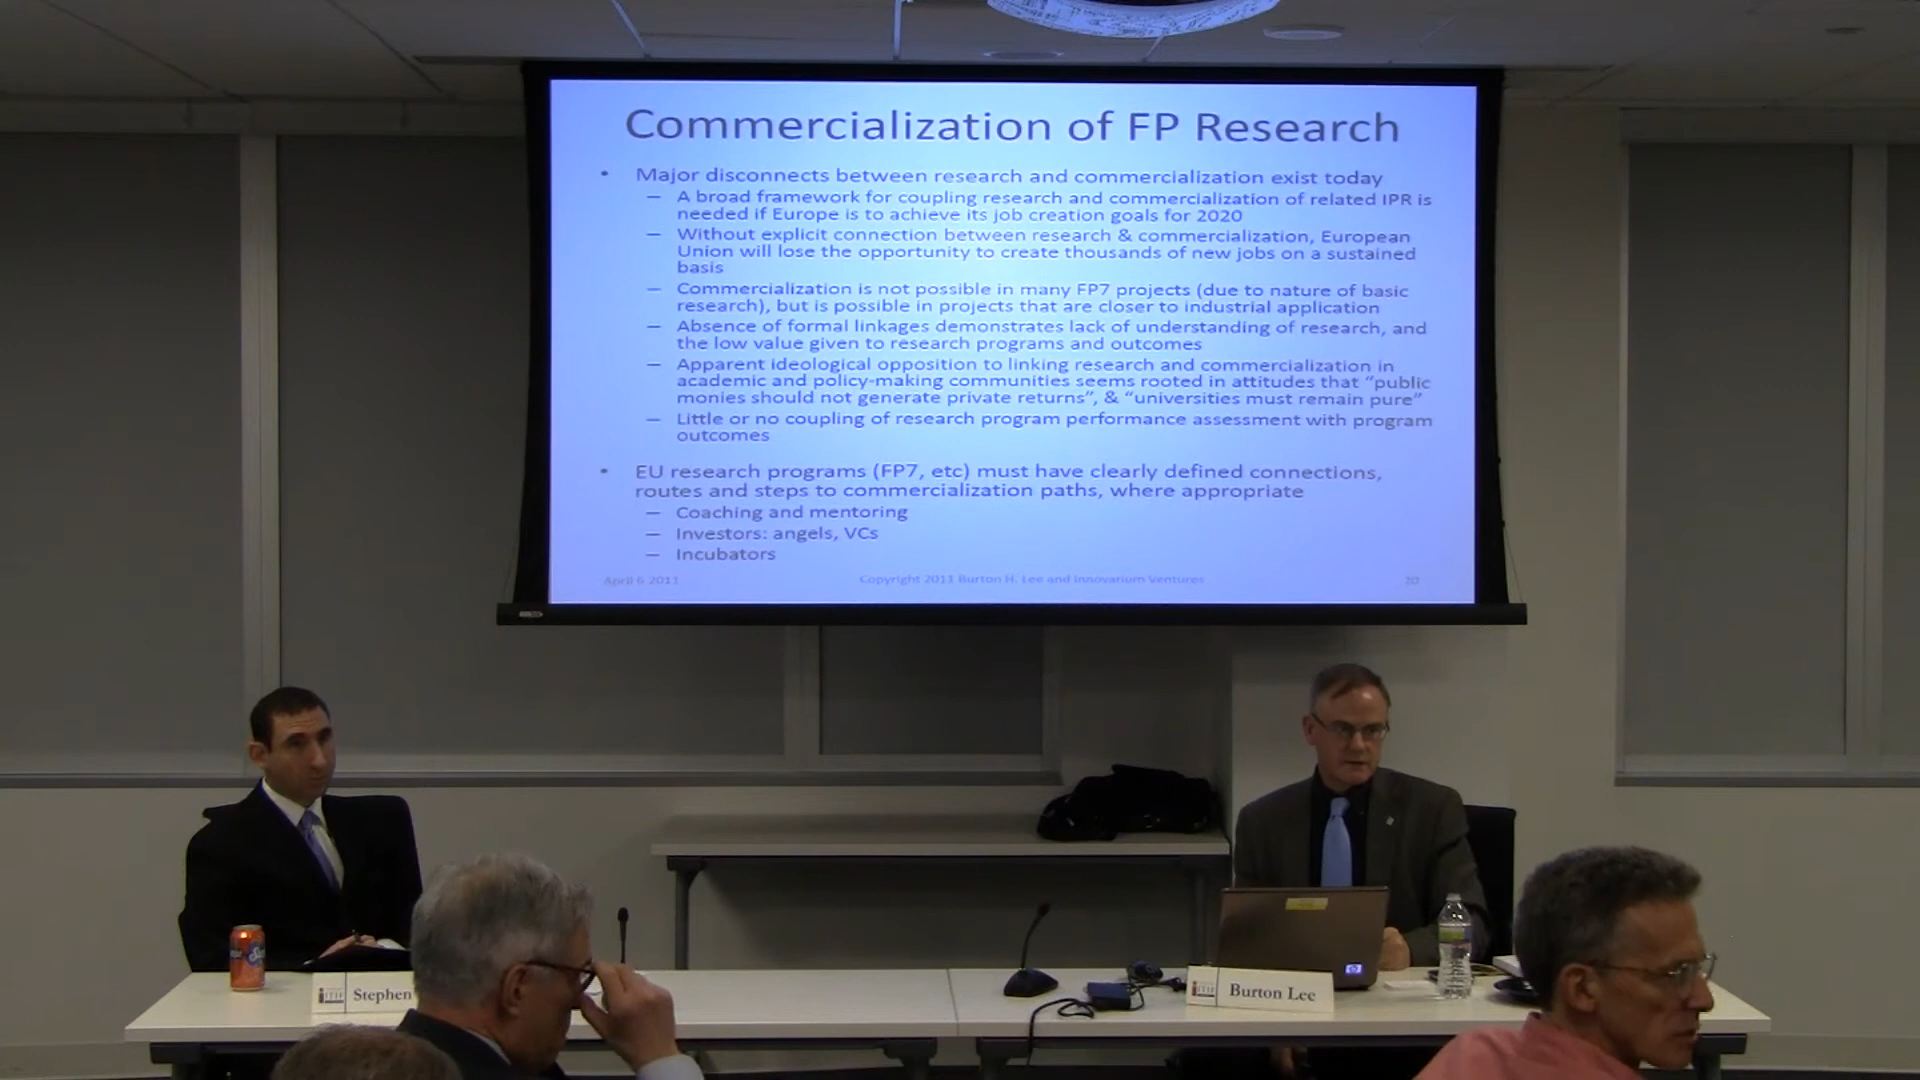 Commercialization of FP Research
• Major disconnects between research and commercialization exist today
– A broad framework for coupling research and commercialization of related IPR is
needed if Europe is to achieve its job creation goals for 2020
– Without explicit connection between research & commercialization, European
Union will lose the opportunity to create thousands of new jobs on a sustained
basis
– Commercialization is not possible in many FP7 projects (due to nature of basic
research), but is possible in projects that are closer to industrial application
– Absence of formal linkages demonstrates lack of understanding of research, and
the low value given to research programs and outcomes
– Apparent ideological opposition to linking research and commercialization in
academic and policy-making communities seems rooted in attitudes that “public
monies should not generate private returns”, & “universities must remain pure”
– Little or no coupling of research program performance assessment with program
outcomes
• EU research programs (FP7, etc) must have clearly defined connections,
routes and steps to commercialization paths, where appropriate
– Coaching and mentoring
– Investors: angels, VCs
– Incubators
April 6 2011 Copyright 2011 Burton H. Lee and Innovarium Ventures 20
ITIF Stephen
ITIF Burton Lee
hp